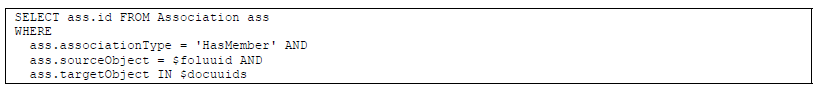 SELECT ass.id FROM Association ass
WHERE
ass.associationType = 'HasMember' AND
ass.sourceObject = $foluuid AND
ass.targetObject IN $docuuids